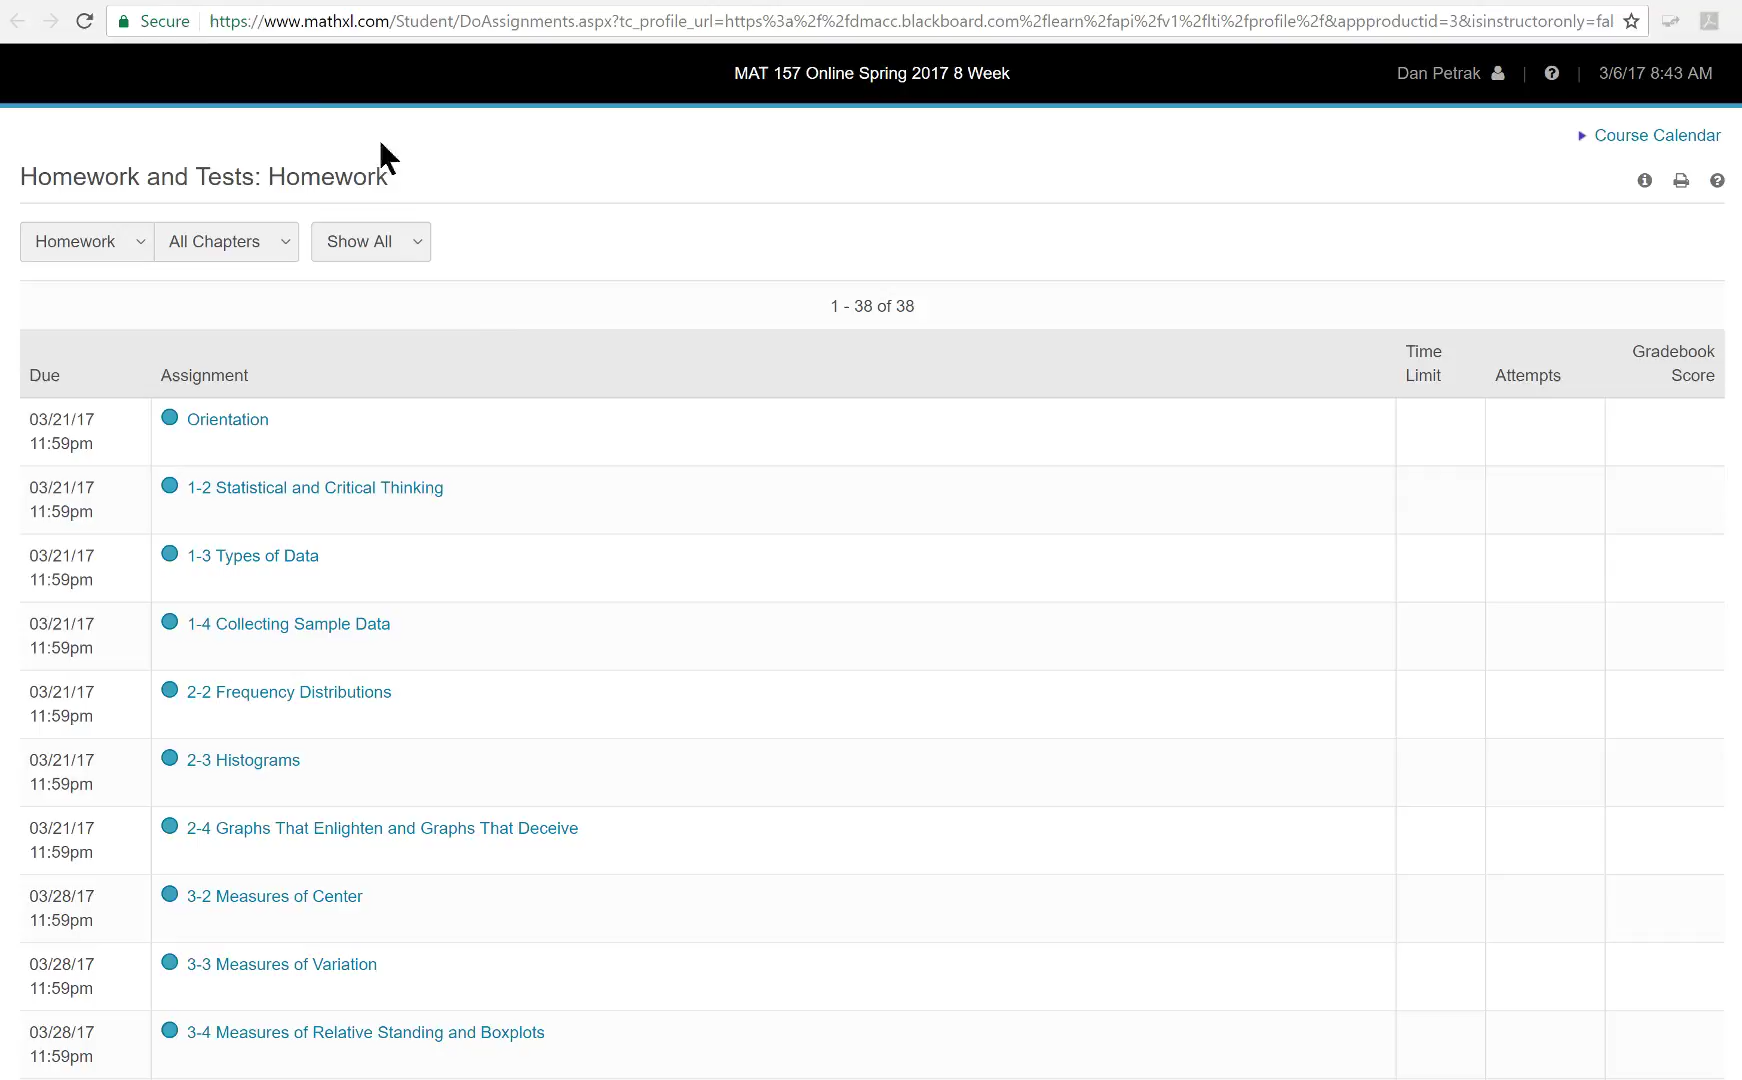 Secure https://www.mathxl.com/Student/DoAssignments.aspx?tc_profile_url=https%3a%2f%2fdmacc.blackboard.com%2flearn%2fapi%2fv1%2flti%2fprofile%2f&appproductid=3&isinstructoronly=fal
MAT 157 Online Spring 2017 8 Week
Dan Petrak | ? | 3/6/17 8:43 AM
Course Calendar
Homework and Tests: Homework
Homework All Chapters Show All
1 - 38 of 38
Due Assignment Time Limit Attempts Gradebook Score
03/21/17 Orientation
11:59pm
03/21/17 1-2 Statistical and Critical Thinking
11:59pm
03/21/17 1-3 Types of Data
11:59pm
03/21/17 1-4 Collecting Sample Data
11:59pm
03/21/17 2-2 Frequency Distributions
11:59pm
03/21/17 2-3 Histograms
11:59pm
03/21/17 2-4 Graphs That Enlighten and Graphs That Deceive
11:59pm
03/28/17 3-2 Measures of Center
11:59pm
03/28/17 3-3 Measures of Variation
11:59pm
03/28/17 3-4 Measures of Relative Standing and Boxplots
11:59pm